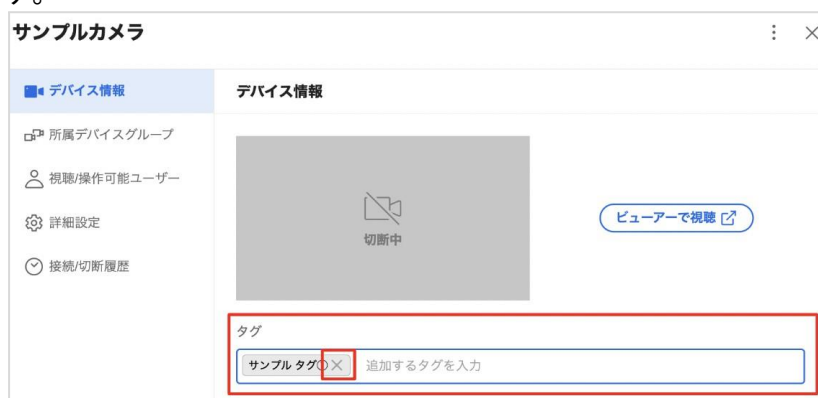 す。
サンプルカメラ
デバイス情報
デバイス情報
所属デバイスグループ
視聴/操作可能ユーザー
詳細設定
接続/切断履歴
切断中
ビューアーで視聴
タグ
サンプル タグ○× 追加するタグを入力